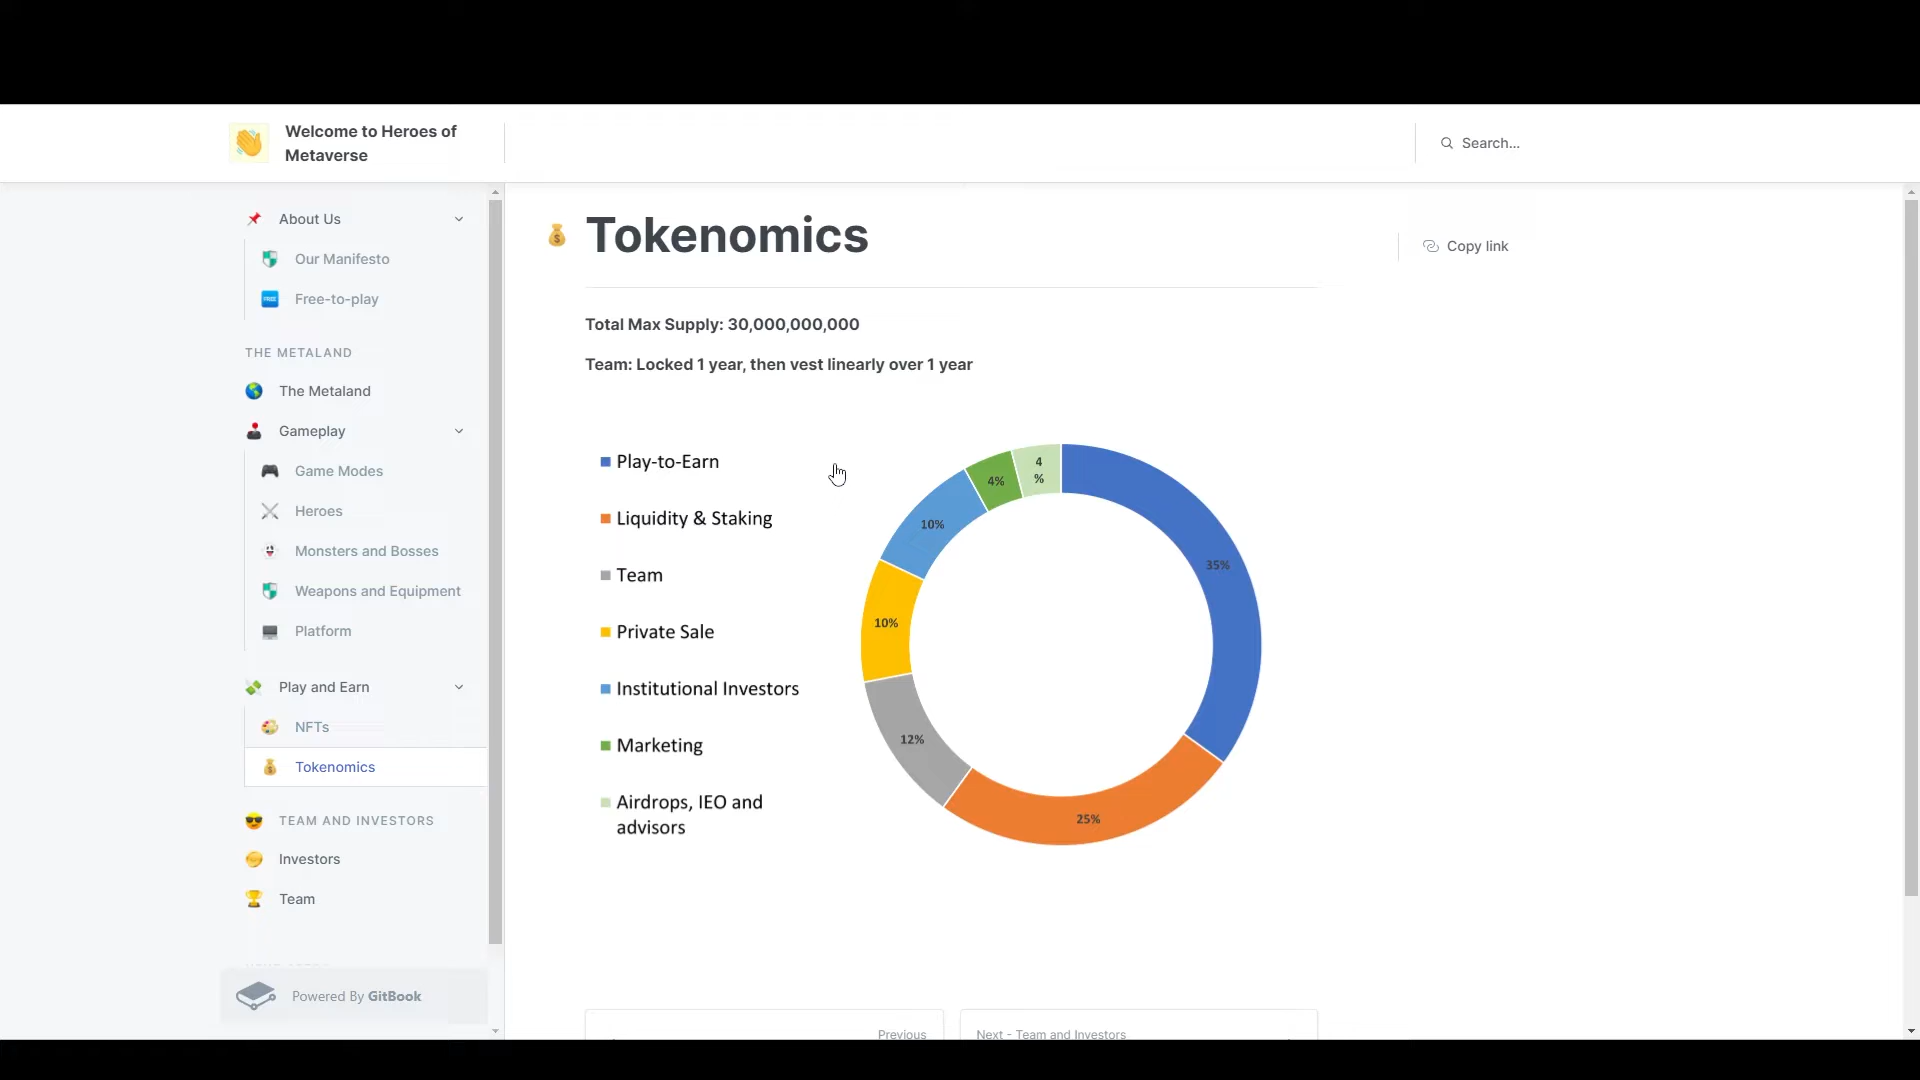 Welcome to Heroes of
Metaverse
Search...
About Us
Our Manifesto
FREE
Free-to-play
THE METALAND
The Metaland
Gameplay
Game Modes
Heroes
Monsters and Bosses
Weapons and Equipment
Platform
Play and Earn
NFTs
Tokenomics
TEAM AND INVESTORS
Investors
Team
Powered By GitBook
Tokenomics
Copy link
Total Max Supply: 30,000,000,000
Team: Locked 1 year, then vest linearly over 1 year
Play-to-Earn
Liquidity & Staking
Team
Private Sale
Institutional Investors
Marketing
Airdrops, IEO and
advisors
4
%
4%
10%
35%
10%
12%
25%
Previous
Next - Team and Investors